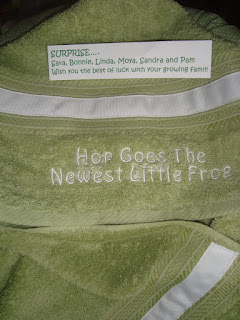 SURPRISE....
Sara, Bonnie, Linda, Moya, Sandra and Pam
Wish you the best of luck with your growing family!!!
Hop Goes The
Newest Little Frog